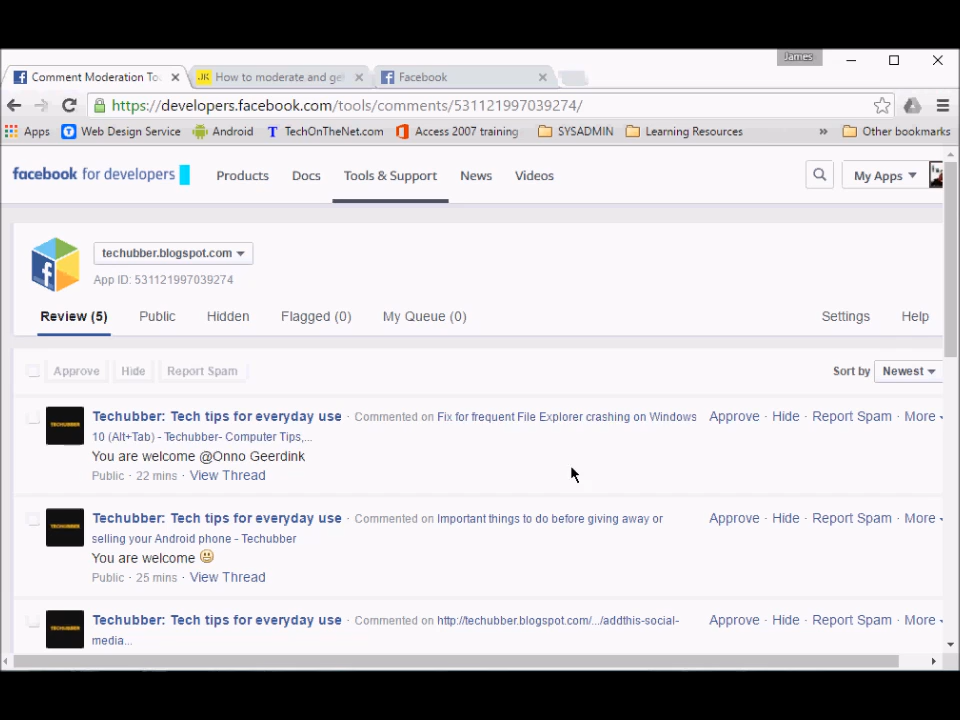 James
Comment Moderation Too
JK How to moderate and ge
Facebook
https://developers.facebook.com/tools/comments/531121997039274/
Apps Web Design Service Android T TechOnTheNet.com Access 2007 training SYSADMIN Learning Resources » Other bookmarks
facebook for developers Products Docs Tools & Support News Videos My Apps
techubber.blogspot.com
App ID: 531121997039274
Review (5) Public Hidden Flagged (0) My Queue (0) Settings Help
Approve Hide Report Spam Sort by Newest
Techubber: Tech tips for everyday use · Commented on Fix for frequent File Explorer crashing on Windows Approve · Hide · Report Spam · More
10 (Alt+Tab) - Techubber- Computer Tips,...
You are welcome @Onno Geerdink
Public · 22 mins · View Thread
Techubber: Tech tips for everyday use · Commented on Important things to do before giving away or Approve · Hide · Report Spam · More
selling your Android phone - Techubber
You are welcome 😃
Public · 25 mins · View Thread
Techubber: Tech tips for everyday use · Commented on http://techubber.blogspot.com/.../addthis-social- Approve · Hide · Report Spam · More
media...